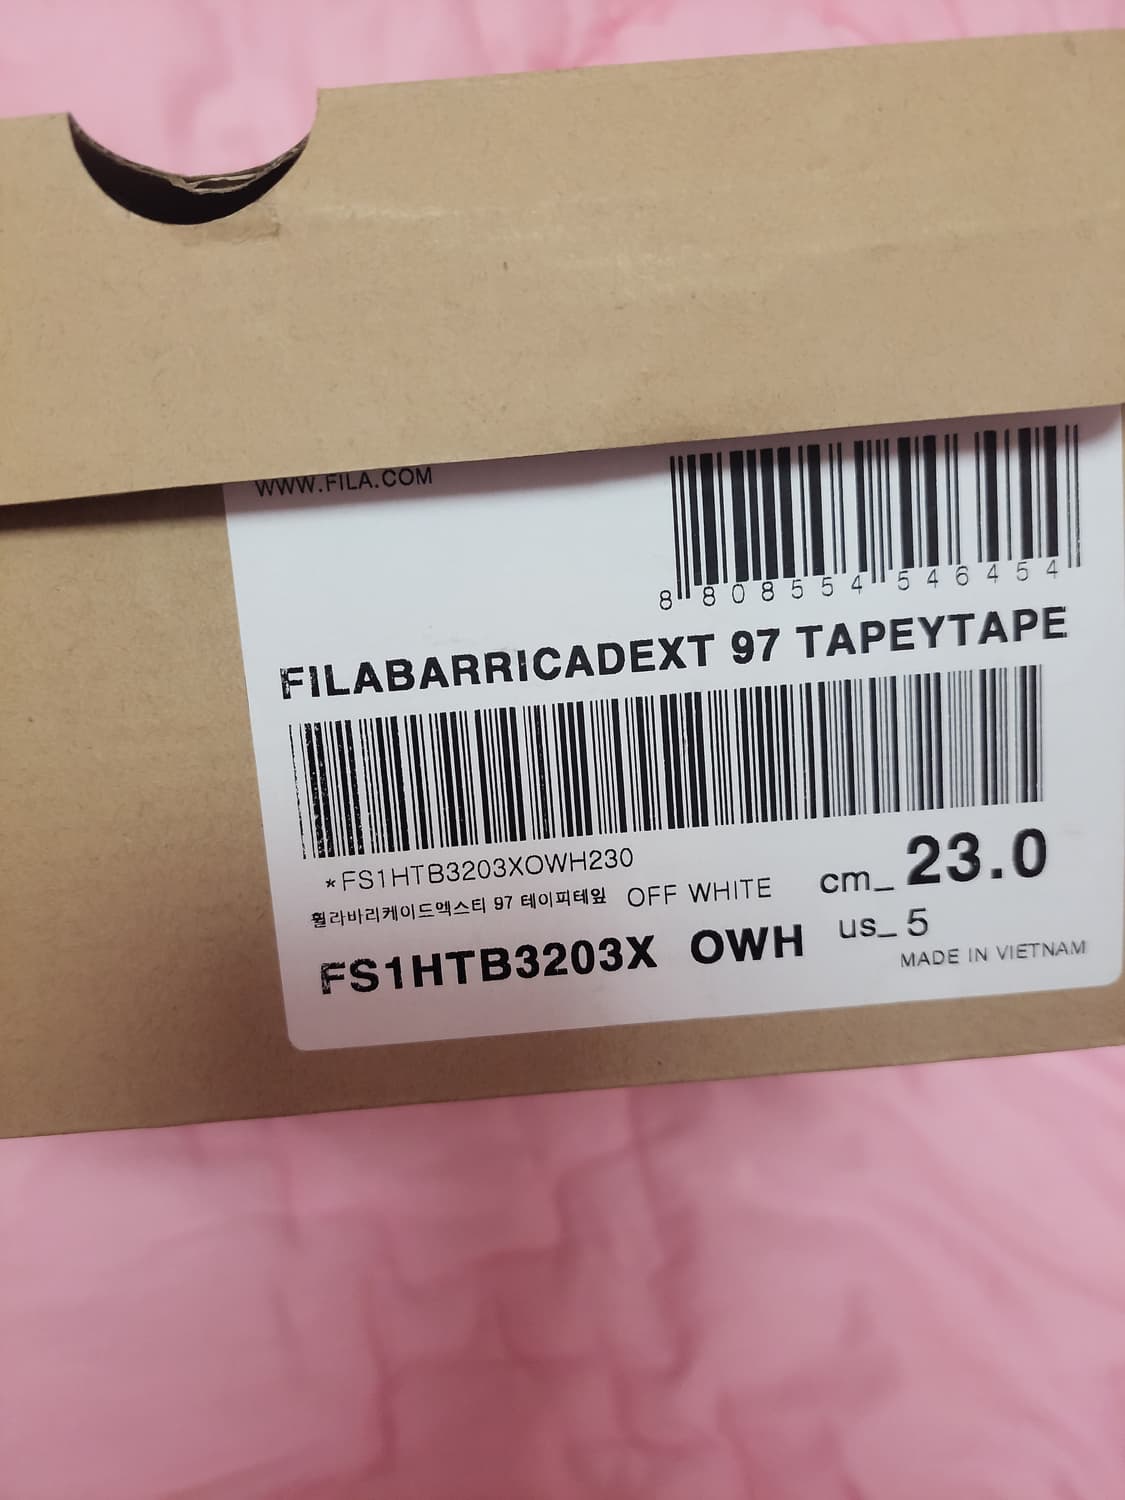 WWW.FILA.COM
8 808554 546454
FILABARRICADEXT 97 TAPEYTAPE
*FS1HTB3203XOWH230
휠라바리케이드엑스티 97 테이피테잎 OFF WHITE
cm_ 23.0
FS1HTB3203X OWH
us_ 5
MADE IN VIETNAM